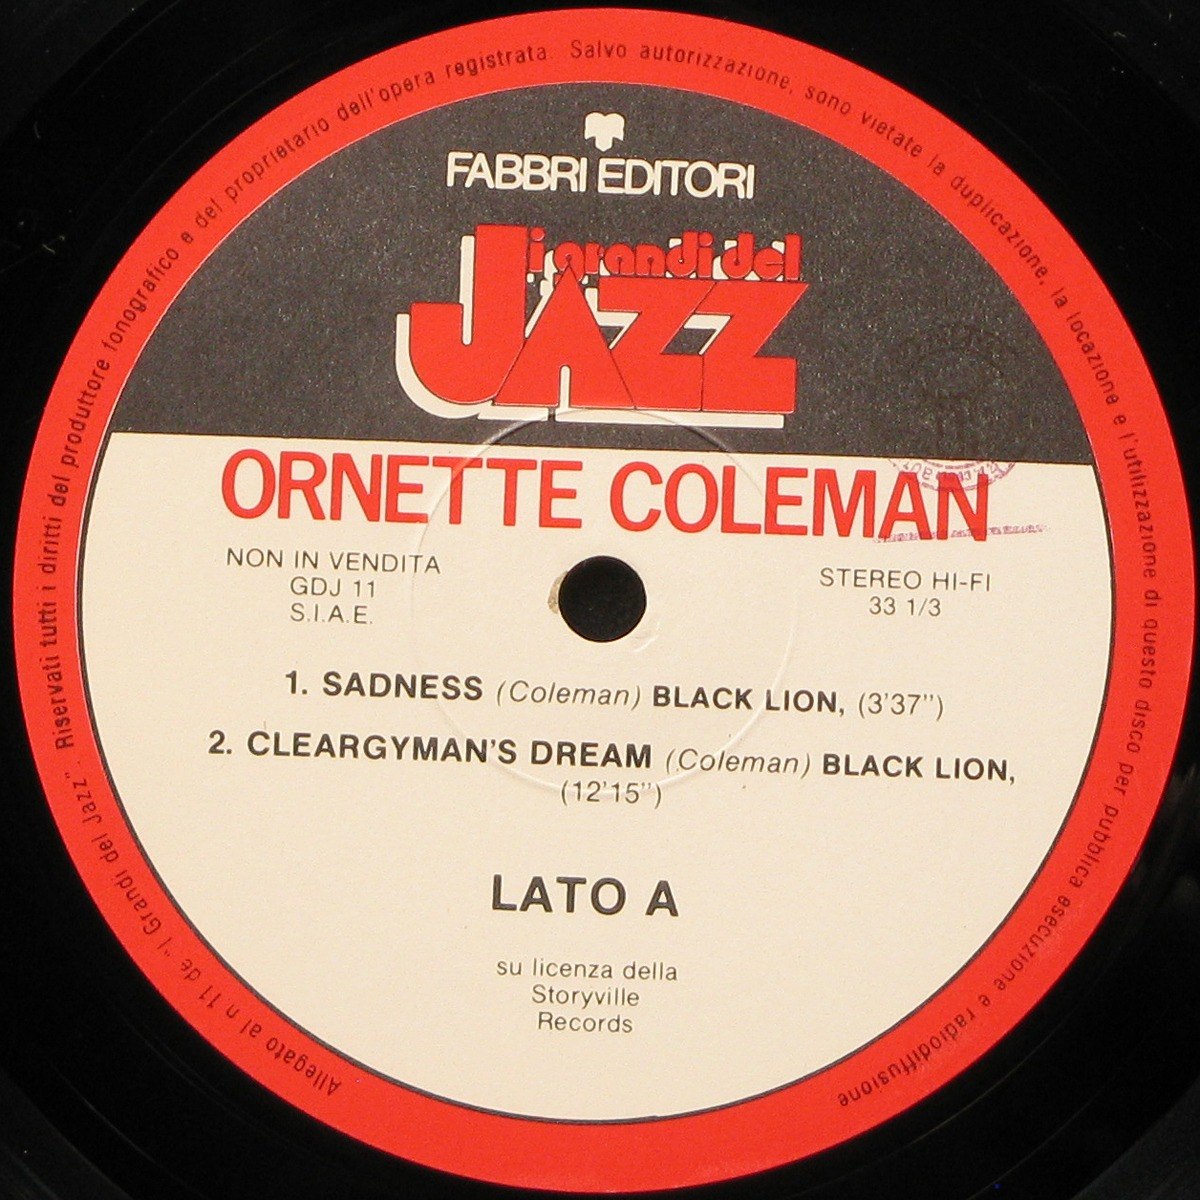 FABBRI EDITORI
i grandi del
JAZZ
ORNETTE COLEMAN
NON IN VENDITA
GDJ 11
S.I.A.E.
STEREO HI-FI
33 1/3
1. SADNESS (Coleman) BLACK LION, (3'37")
2. CLEARGYMAN'S DREAM (Coleman) BLACK LION,
(12'15")
LATO A
su licenza della
Storyville
Records
Allegato al n 11 de "I Grandi del Jazz". Riservati tutti i diritti del produttore fonografico e del proprietario dell'opera registrata. Salvo autorizzazione, sono vietate la duplicazione, la locazione e l'utilizzazione di questo disco per pubblica esecuzione e radiodiffusione